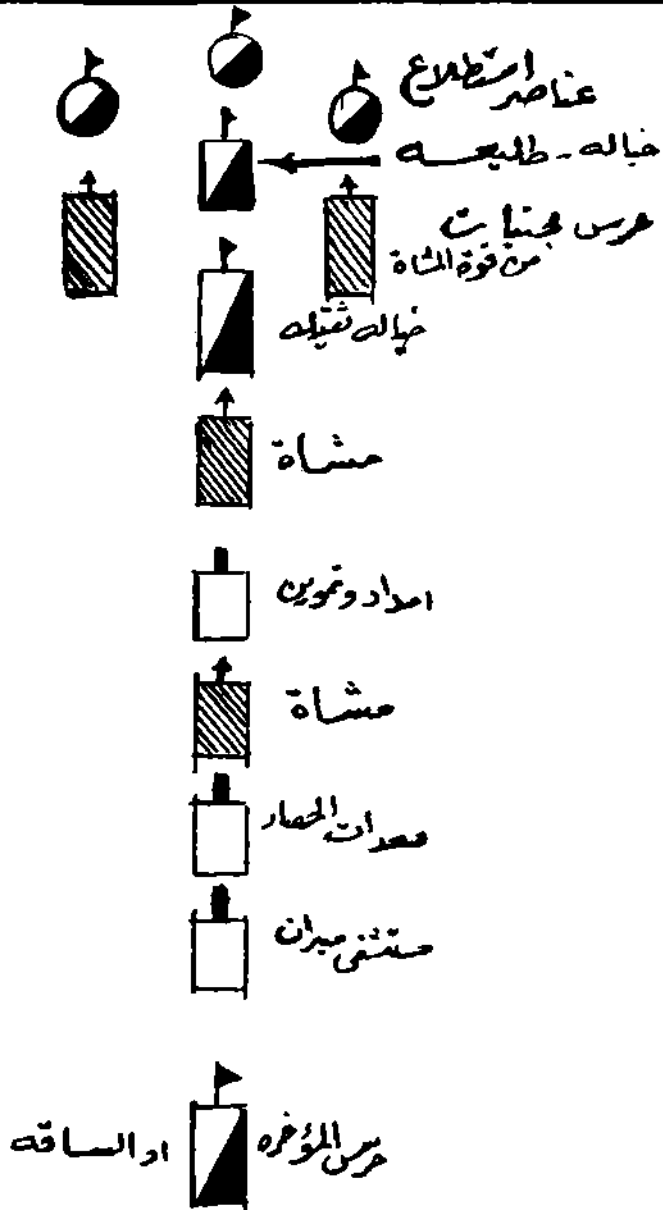 عناصر استطلاع
خياله - طليعه
حرس مجنبات
من قوة المشاة
خياله ثقيله
مشاة
امداد وتموين
مشاة
معدات الحصار
مستشفى ميدان
حرس المؤخره
او الساقه